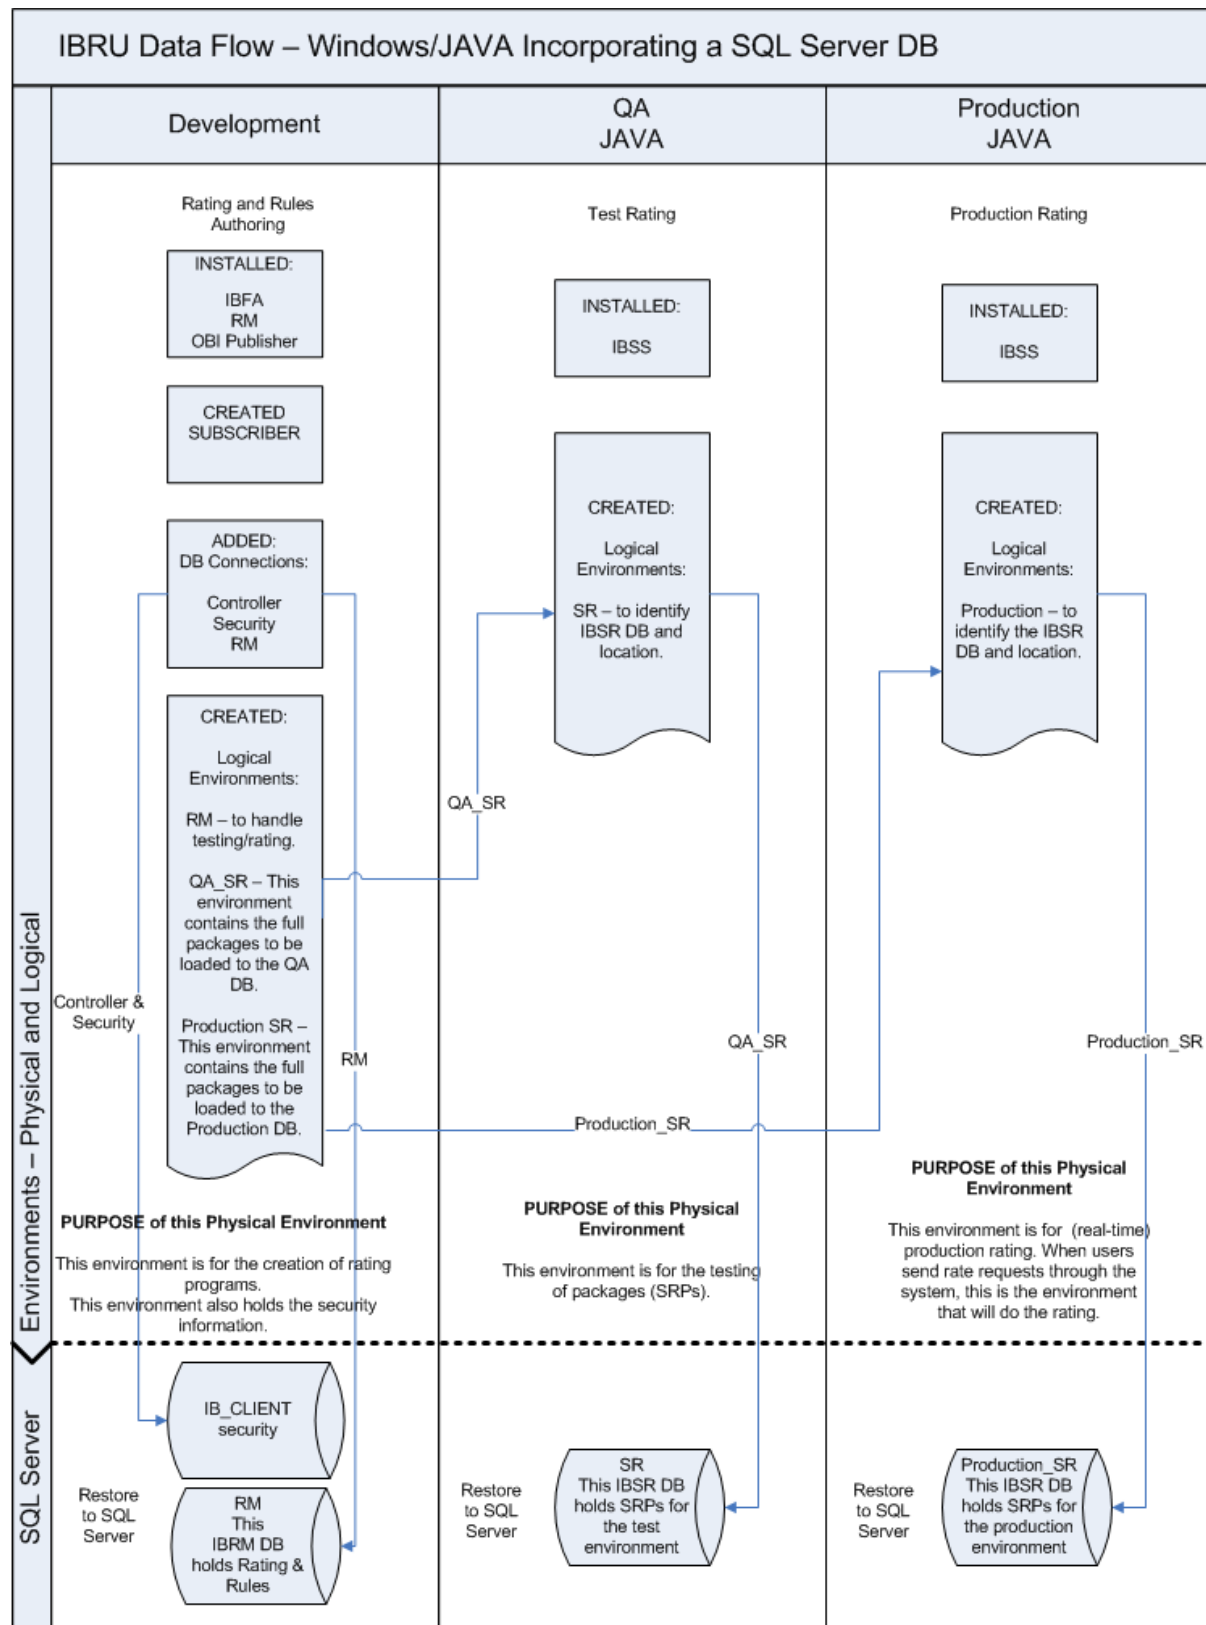 IBRU Data Flow – Windows/JAVA Incorporating a SQL Server DB
Environments – Physical and Logical
SQL Server
Development
Rating and Rules
Authoring
INSTALLED:
IBFA
RM
OBI Publisher
CREATED
SUBSCRIBER
ADDED:
DB Connections:
Controller
Security
RM
CREATED:
Logical
Environments:
RM – to handle
testing/rating.
QA_SR – This
environment
contains the full
packages to be
loaded to the QA
DB.
Production SR –
This environment
contains the full
packages to be
loaded to the
Production DB.
Controller &
Security
RM
PURPOSE of this Physical Environment
This environment is for the creation of rating
programs.
This environment also holds the security
information.
IB_CLIENT
security
Restore
to SQL
Server
RM
This
IBRM DB
holds Rating &
Rules
QA
JAVA
Test Rating
INSTALLED:
IBSS
CREATED:
Logical
Environments:
SR – to identify
IBSR DB and
location.
QA_SR
QA_SR
Production_SR
PURPOSE of this Physical
Environment
This environment is for the testing
of packages (SRPs).
Restore
to SQL
Server
SR
This IBSR DB
holds SRPs for
the test
environment
Production
JAVA
Production Rating
INSTALLED:
IBSS
CREATED:
Logical
Environments:
Production – to
identify the IBSR
DB and location.
Production_SR
PURPOSE of this Physical
Environment
This environment is for (real-time)
production rating. When users
send rate requests through the
system, this is the environment
that will do the rating.
Restore
to SQL
Server
Production_SR
This IBSR DB
holds SRPs for
the production
environment